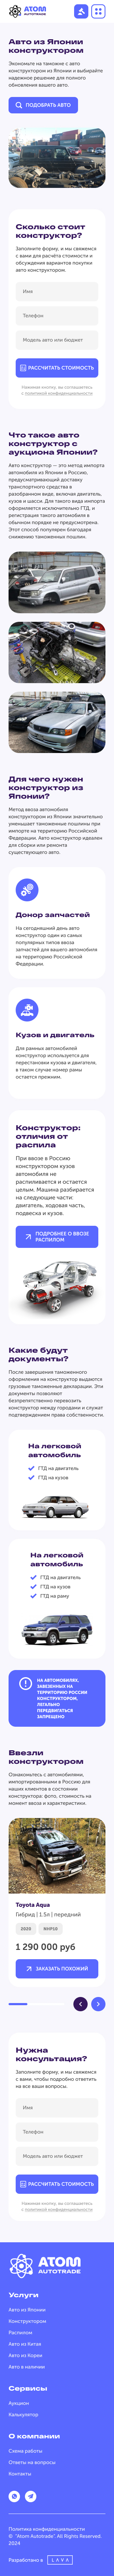 ATOM
AUTOTRADE
Авто из Японии
конструктором
Экономьте на таможне с авто
конструктором из Японии и выбирайте
надежное решение для полного
обновления вашего авто.
ПОДОБРАТЬ АВТО
Сколько стоит
конструктор?
Заполните форму, и мы свяжемся
с вами для расчёта стоимости и
обсуждения вариантов покупки
авто конструктором.
Имя
Телефон
Модель авто или бюджет
РАССЧИТАТЬ СТОИМОСТЬ
Нажимая кнопку, вы соглашаетесь
с политикой конфиденциальности
Что такое авто
конструктор с
аукциона Японии?
Авто конструктор — это метод импорта
автомобилей из Японии в Россию,
предусматривающий доставку
транспортного средства в
разобранном виде, включая двигатель,
кузов и шасси. Для такого вида импорта
оформляется исключительно ГТД, и
регистрация таких автомобилей в
обычном порядке не предусмотрена.
Этот способ популярен благодаря
снижению таможенных пошлин.
Для чего нужен
конструктор из
Японии?
Метод ввоза автомобиля
конструктором из Японии значительно
уменьшает таможенные пошлины при
импорте на территорию Российской
Федерации. Авто конструктор идеален
для сборки или ремонта
существующего авто.
Донор запчастей
На сегодняшний день авто
конструктор один из самых
популярных типов ввоза
запчастей для вашего автомобиля
на территорию Российской
Федерации.
Кузов и двигатель
Для данных автомобилей
конструктор используется для
переустановки кузова и двигателя,
в таком случае номер рамы
остается прежним.
Конструктор:
отличия от
распила
При ввозе в Россию
конструктором кузов
автомобиля не
распиливается и остается
целым. Машина разбирается
на следующие части:
двигатель, ходовая часть,
подвеска и кузов.
ПОДРОБНЕЕ О ВВОЗЕ
РАСПИЛОМ
Какие будут
документы?
После завершения таможенного
оформления на конструктор выдаются
грузовые таможенные декларации. Эти
документы позволяют
беспрепятственно перевозить
конструктор между городами и служат
подтверждением права собственности.
На легковой
автомобиль
ГТД на двигатель
ГТД на кузов
На легковой
автомобиль
ГТД на двигатель
ГТД на кузов
ГТД на раму
НА АВТОМОБИЛЯХ,
ЗАВЕЗЕННЫХ НА
ТЕРРИТОРИЮ РОССИИ
КОНСТРУКТОРОМ,
ЛЕГАЛЬНО
ПЕРЕДВИГАТЬСЯ
ЗАПРЕЩЕНО
Ввезли
конструктором
Ознакомьтесь с автомобилями,
импортированными в Россию для
наших клиентов в состоянии
конструктора: фото, стоимость на
момент ввоза и характеристики.
Toyota Aqua
Гибрид | 1.5л | передний
2020
NHP10
1 290 000 руб
ЗАКАЗАТЬ ПОХОЖИЙ
Нужна
консультация?
Заполните форму, и мы свяжемся
с вами, чтобы подробно ответить
на все ваши вопросы.
Имя
Телефон
Модель авто или бюджет
РАССЧИТАТЬ СТОИМОСТЬ
Нажимая кнопку, вы соглашаетесь
с политикой конфиденциальности
ATOM
AUTOTRADE
Услуги
Авто из Японии
Конструктором
Распилом
Авто из Китая
Авто из Кореи
Авто в наличии
Сервисы
Аукцион
Калькулятор
О компании
Схема работы
Ответы на вопросы
Контакты
Политика конфиденциальности
© "Atom Autotrade", All Rights Reserved.
2024
Разработано в LAVA